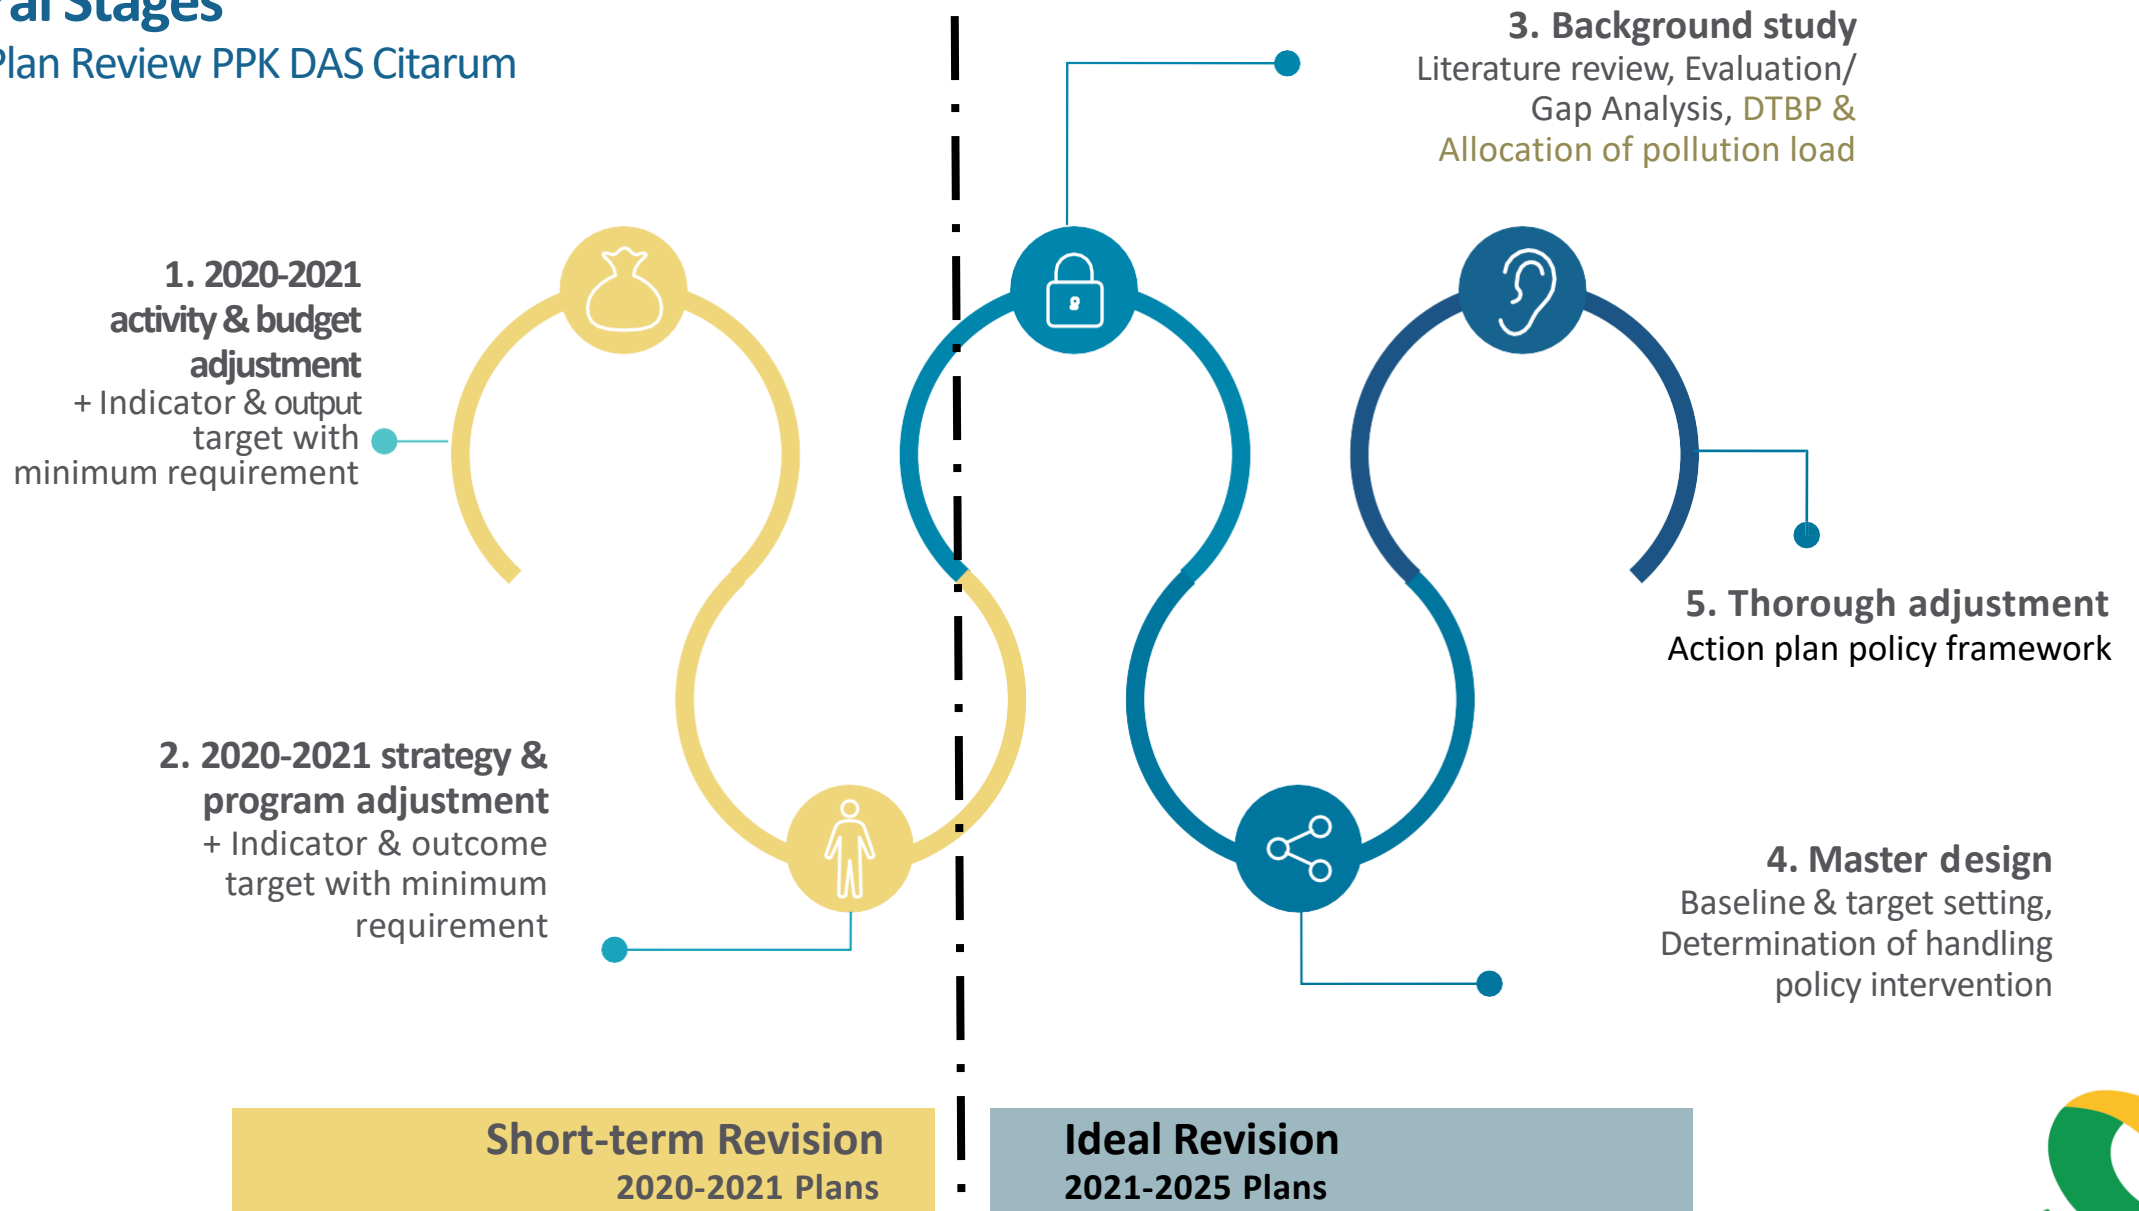 ral Stages
Plan Review PPK DAS Citarum
3. Background study
Literature review, Evaluation/
Gap Analysis, DTBP &
Allocation of pollution load
1. 2020-2021
activity & budget
adjustment
+ Indicator & output
target with
minimum requirement
5. Thorough adjustment
Action plan policy framework
2. 2020-2021 strategy &
program adjustment
+ Indicator & outcome
target with minimum
requirement
4. Master design
Baseline & target setting,
Determination of handling
policy intervention
Short-term Revision
2020-2021 Plans
Ideal Revision
2021-2025 Plans